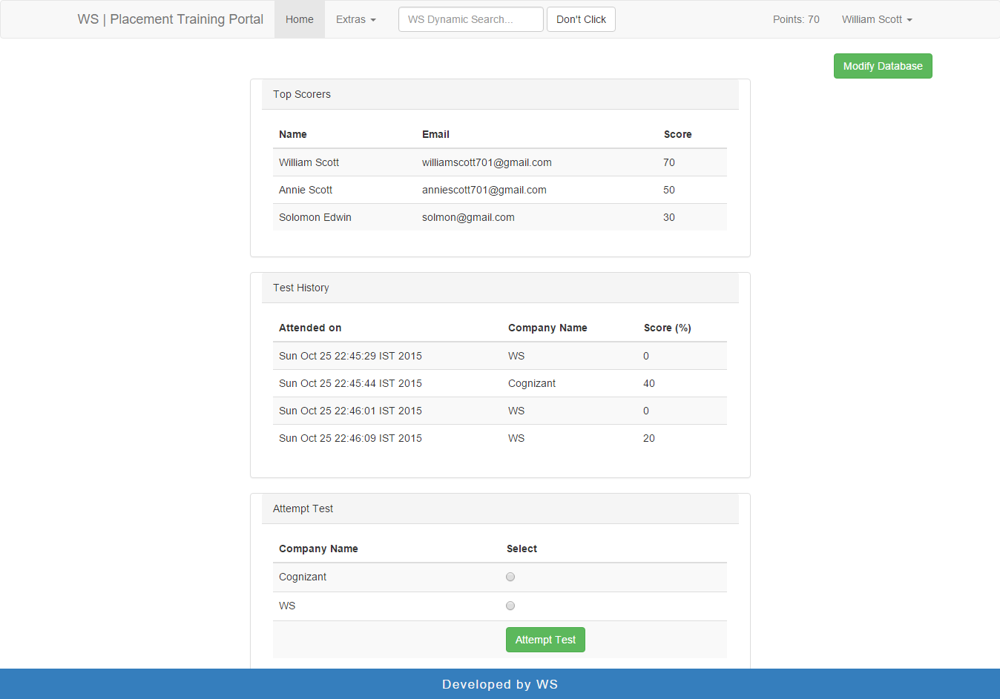 WS | Placement Training Portal Home Extras WS Dynamic Search... Don't Click Points: 70 William Scott
Modify Database
Top Scorers
Name Email Score
William Scott williamscott701@gmail.com 70
Annie Scott anniescott701@gmail.com 50
Solomon Edwin solmon@gmail.com 30
Test History
Attended on Company Name Score (%)
Sun Oct 25 22:45:29 IST 2015 WS 0
Sun Oct 25 22:45:44 IST 2015 Cognizant 40
Sun Oct 25 22:46:01 IST 2015 WS 0
Sun Oct 25 22:46:09 IST 2015 WS 20
Attempt Test
Company Name Select
Cognizant
WS
Attempt Test
Developed by WS